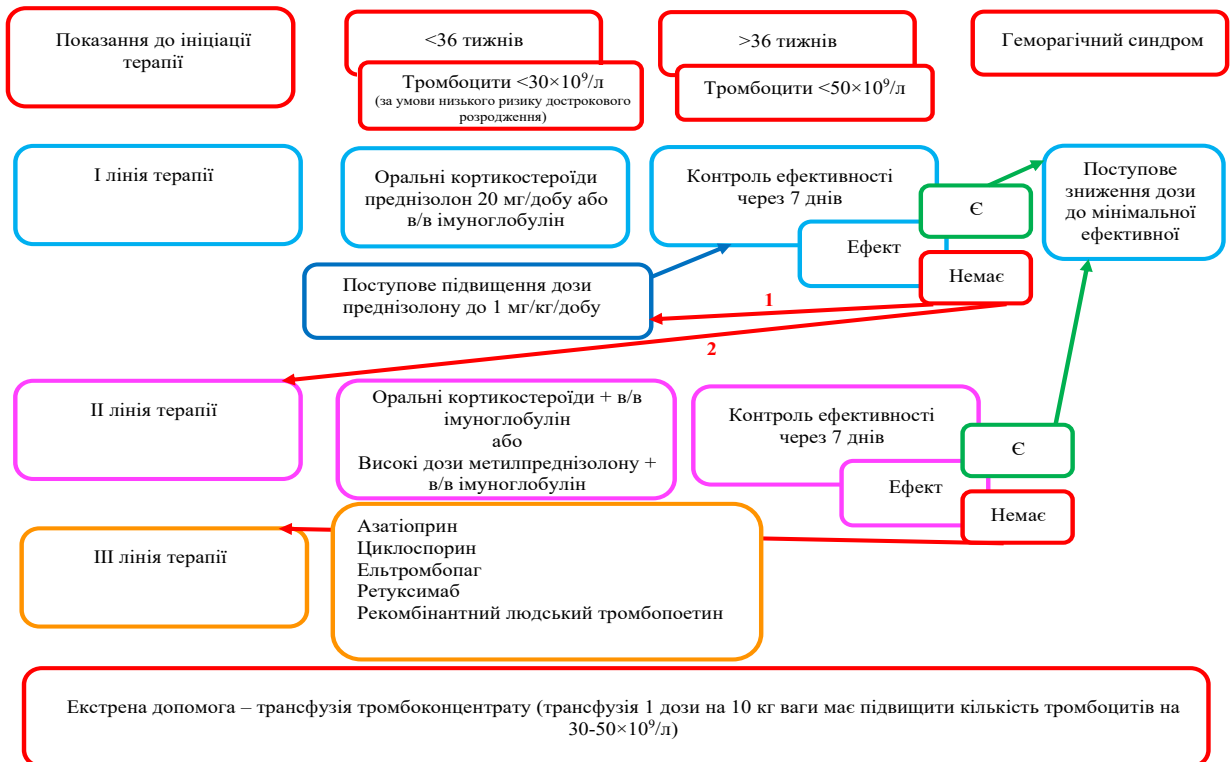 Показання до ініціації
терапії
<36 тижнів
Тромбоцити <30×10⁹/л
(за умови низького ризику дострокового
розродження)
>36 тижнів
Тромбоцити <50×10⁹/л
Геморагічний синдром
І лінія терапії
Оральні кортикостероїди
преднізолон 20 мг/добу або
в/в імуноглобулін
Контроль ефективності
через 7 днів
Ефект
Є
Немає
Поступове
зниження дози
до мінімальної
ефективної
Поступове підвищення дози
преднізолону до 1 мг/кг/добу
1
2
ІІ лінія терапії
Оральні кортикостероїди + в/в
імуноглобулін
або
Високі дози метилпреднізолону +
в/в імуноглобулін
Контроль ефективності
через 7 днів
Ефект
Є
Немає
ІІІ лінія терапії
Азатіоприн
Циклоспорин
Ельтромбопаг
Ретуксимаб
Рекомбінантний людський тромбопоетин
Екстрена допомога – трансфузія тромбоконцентрату (трансфузія 1 дози на 10 кг ваги має підвищити кількість тромбоцитів на
30-50×10⁹/л)